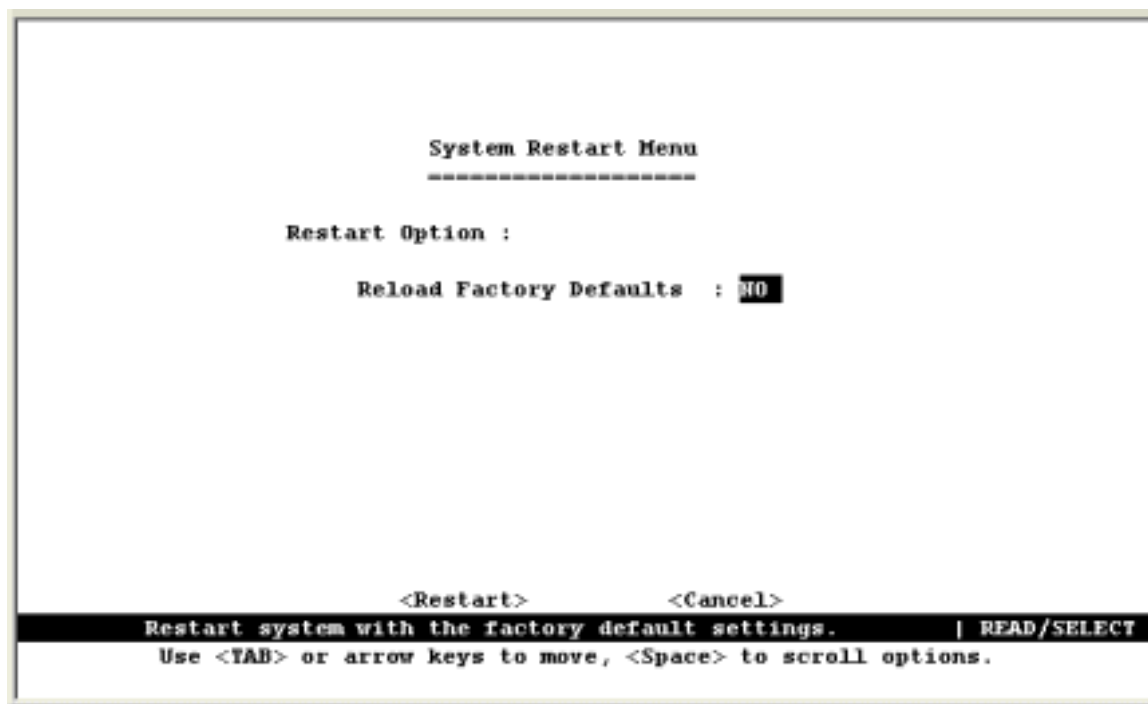 System Restart Menu
===================
Restart Option :
Reload Factory Defaults : NO
<Restart> <Cancel>
Restart system with the factory default settings. | READ/SELECT
Use <TAB> or arrow keys to move, <Space> to scroll options.